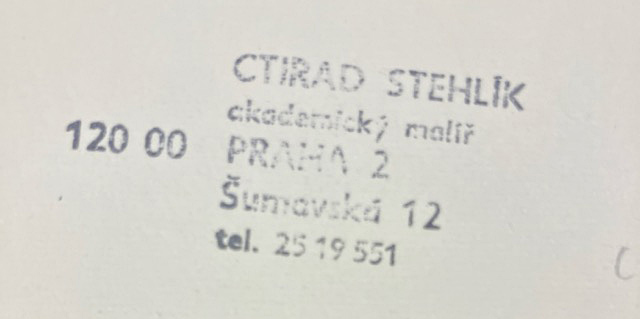 CTIRAD STEHLÍK
akademický malíř
120 00 PRAHA 2
Šumavská 12
tel. 25 19 551